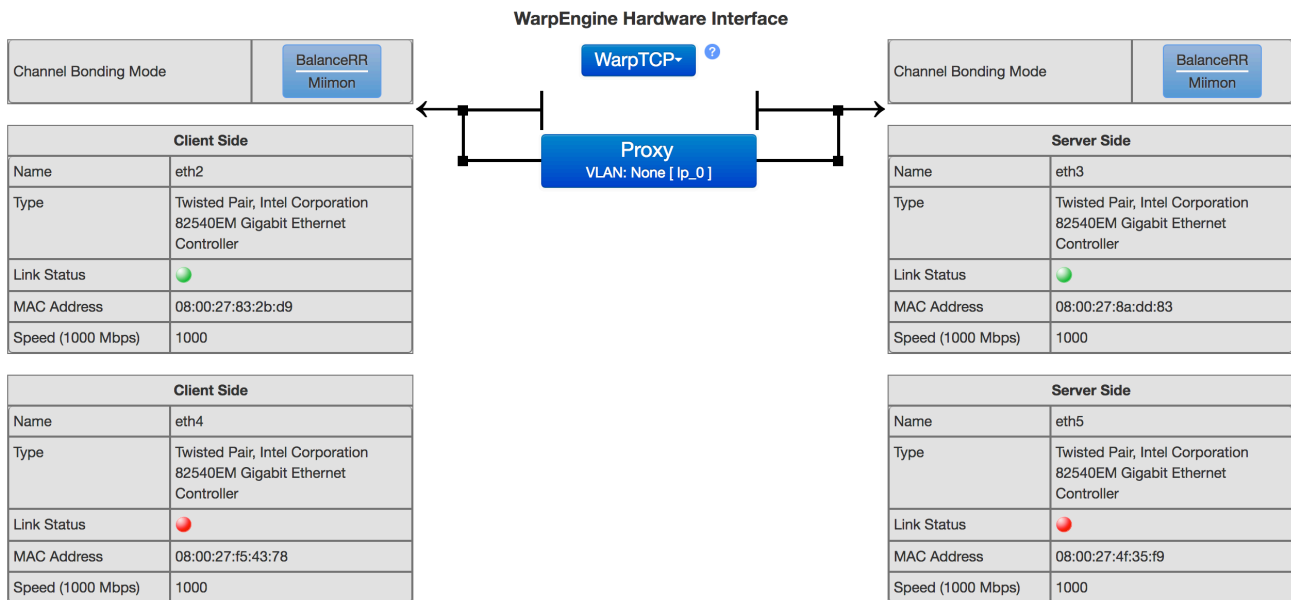 WarpEngine Hardware Interface
Channel Bonding Mode
BalanceRR
Miimon
WarpTCP
?
Channel Bonding Mode
BalanceRR
Miimon
Proxy
VLAN: None [ lp_0 ]
Client Side
Name eth2
Type Twisted Pair, Intel Corporation
82540EM Gigabit Ethernet
Controller
Link Status
MAC Address 08:00:27:83:2b:d9
Speed (1000 Mbps) 1000
Server Side
Name eth3
Type Twisted Pair, Intel Corporation
82540EM Gigabit Ethernet
Controller
Link Status
MAC Address 08:00:27:8a:dd:83
Speed (1000 Mbps) 1000
Client Side
Name eth4
Type Twisted Pair, Intel Corporation
82540EM Gigabit Ethernet
Controller
Link Status
MAC Address 08:00:27:f5:43:78
Speed (1000 Mbps) 1000
Server Side
Name eth5
Type Twisted Pair, Intel Corporation
82540EM Gigabit Ethernet
Controller
Link Status
MAC Address 08:00:27:4f:35:f9
Speed (1000 Mbps) 1000